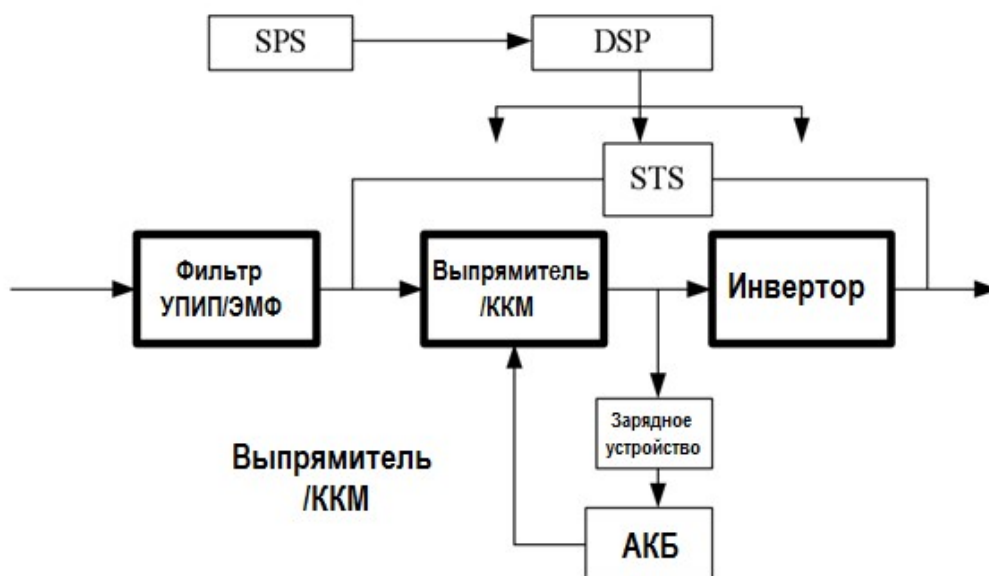 SPS
DSP
STS
Фильтр
УПИП/ЭМФ
Выпрямитель
/ККМ
Инвертор
Зарядное
устройство
Выпрямитель
/ККМ
АКБ